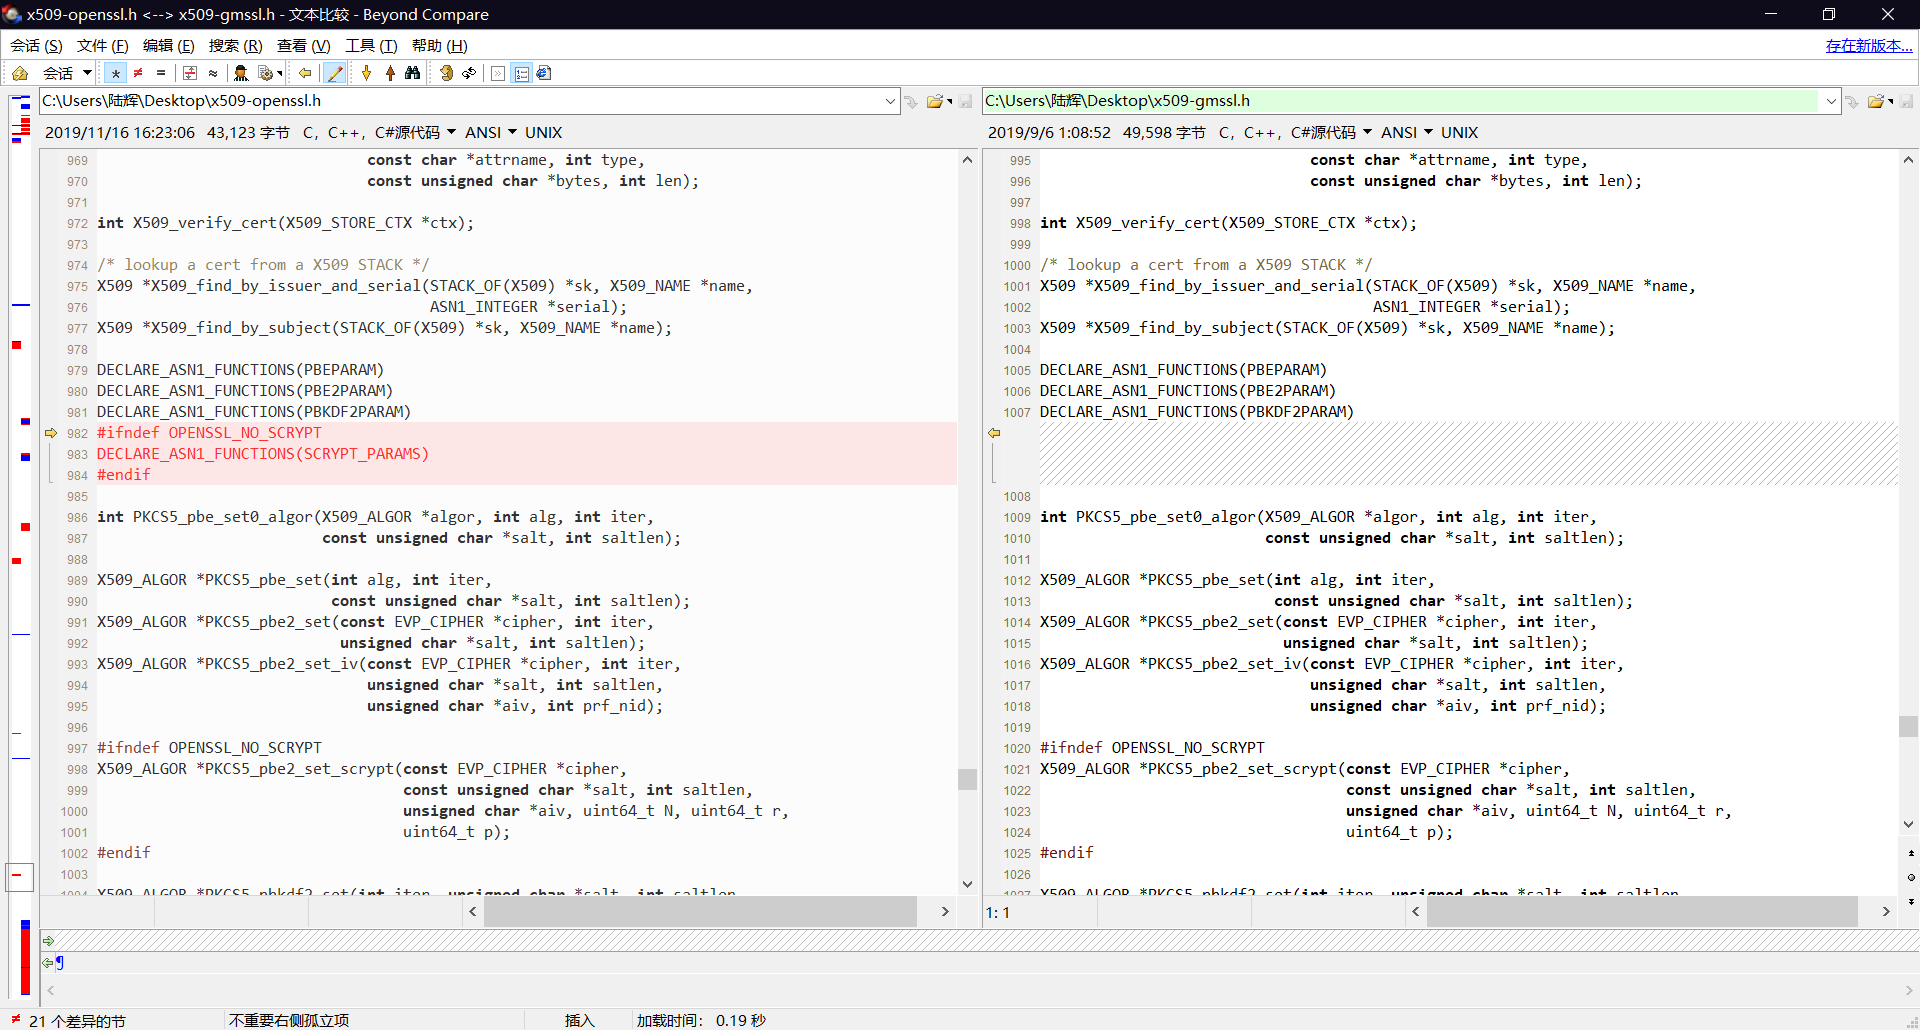 x509-openssl.h <--> x509-gmssl.h - 文本比较 - Beyond Compare
会话 (S) 文件 (F) 编辑 (E) 搜索 (R) 查看 (V) 工具 (T) 帮助 (H) 存在新版本...
会话
C:\Users\陆辉\Desktop\x509-openssl.h
2019/11/16 16:23:06 43,123 字节 C, C++, C#源代码 ANSI UNIX
969 const char *attrname, int type,
970 const unsigned char *bytes, int len);
971
972 int X509_verify_cert(X509_STORE_CTX *ctx);
973
974 /* lookup a cert from a X509 STACK */
975 X509 *X509_find_by_issuer_and_serial(STACK_OF(X509) *sk, X509_NAME *name,
976 ASN1_INTEGER *serial);
977 X509 *X509_find_by_subject(STACK_OF(X509) *sk, X509_NAME *name);
978
979 DECLARE_ASN1_FUNCTIONS(PBEPARAM)
980 DECLARE_ASN1_FUNCTIONS(PBE2PARAM)
981 DECLARE_ASN1_FUNCTIONS(PBKDF2PARAM)
982 #ifndef OPENSSL_NO_SCRYPT
983 DECLARE_ASN1_FUNCTIONS(SCRYPT_PARAMS)
984 #endif
985
986 int PKCS5_pbe_set0_algor(X509_ALGOR *algor, int alg, int iter,
987 const unsigned char *salt, int saltlen);
988
989 X509_ALGOR *PKCS5_pbe_set(int alg, int iter,
990 const unsigned char *salt, int saltlen);
991 X509_ALGOR *PKCS5_pbe2_set(const EVP_CIPHER *cipher, int iter,
992 unsigned char *salt, int saltlen);
993 X509_ALGOR *PKCS5_pbe2_set_iv(const EVP_CIPHER *cipher, int iter,
994 unsigned char *salt, int saltlen,
995 unsigned char *aiv, int prf_nid);
996
997 #ifndef OPENSSL_NO_SCRYPT
998 X509_ALGOR *PKCS5_pbe2_set_scrypt(const EVP_CIPHER *cipher,
999 const unsigned char *salt, int saltlen,
1000 unsigned char *aiv, uint64_t N, uint64_t r,
1001 uint64_t p);
1002 #endif
1003
1004 X509_ALGOR *PKCS5_pbkdf2_set(int iter, unsigned char *salt, int saltlen,
C:\Users\陆辉\Desktop\x509-gmssl.h
2019/9/6 1:08:52 49,598 字节 C, C++, C#源代码 ANSI UNIX
995 const char *attrname, int type,
996 const unsigned char *bytes, int len);
997
998 int X509_verify_cert(X509_STORE_CTX *ctx);
999
1000 /* lookup a cert from a X509 STACK */
1001 X509 *X509_find_by_issuer_and_serial(STACK_OF(X509) *sk, X509_NAME *name,
1002 ASN1_INTEGER *serial);
1003 X509 *X509_find_by_subject(STACK_OF(X509) *sk, X509_NAME *name);
1004
1005 DECLARE_ASN1_FUNCTIONS(PBEPARAM)
1006 DECLARE_ASN1_FUNCTIONS(PBE2PARAM)
1007 DECLARE_ASN1_FUNCTIONS(PBKDF2PARAM)
1008
1009 int PKCS5_pbe_set0_algor(X509_ALGOR *algor, int alg, int iter,
1010 const unsigned char *salt, int saltlen);
1011
1012 X509_ALGOR *PKCS5_pbe_set(int alg, int iter,
1013 const unsigned char *salt, int saltlen);
1014 X509_ALGOR *PKCS5_pbe2_set(const EVP_CIPHER *cipher, int iter,
1015 unsigned char *salt, int saltlen);
1016 X509_ALGOR *PKCS5_pbe2_set_iv(const EVP_CIPHER *cipher, int iter,
1017 unsigned char *salt, int saltlen,
1018 unsigned char *aiv, int prf_nid);
1019
1020 #ifndef OPENSSL_NO_SCRYPT
1021 X509_ALGOR *PKCS5_pbe2_set_scrypt(const EVP_CIPHER *cipher,
1022 const unsigned char *salt, int saltlen,
1023 unsigned char *aiv, uint64_t N, uint64_t r,
1024 uint64_t p);
1025 #endif
1026
1027 X509_ALGOR *PKCS5_pbkdf2_set(int iter, unsigned char *salt, int saltlen,
1: 1
¶
≠ 21 个差异的节 不重要右侧孤立项 插入 加载时间: 0.19 秒